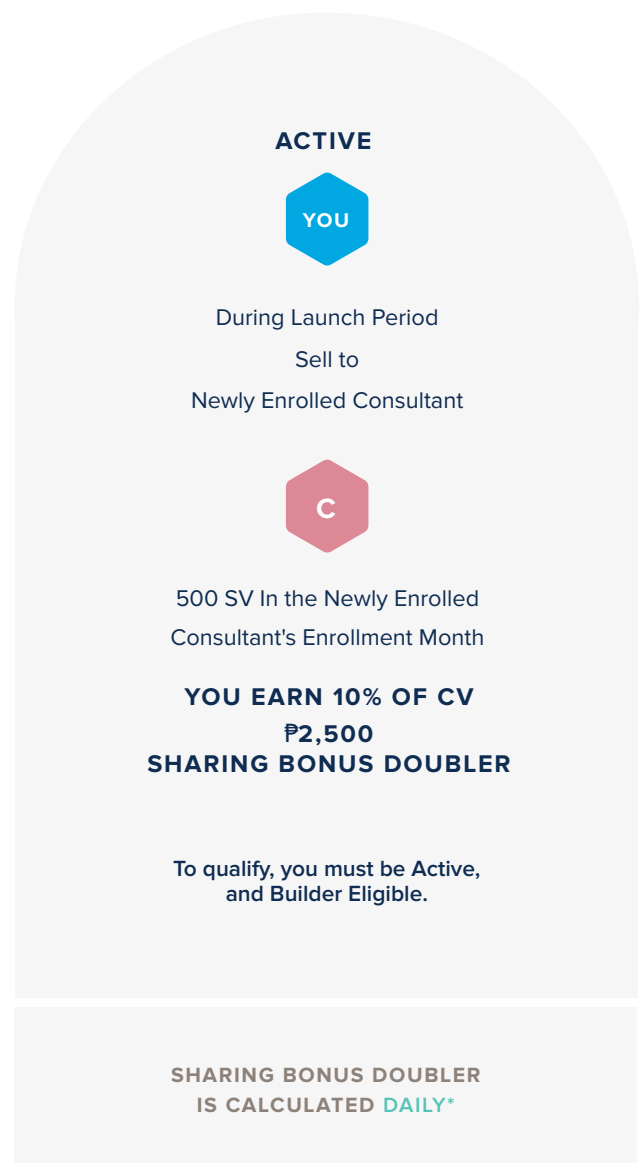 ACTIVE
YOU
During Launch Period
Sell to
Newly Enrolled Consultant
C
500 SV In the Newly Enrolled
Consultant's Enrollment Month
YOU EARN 10% OF CV
₱2,500
SHARING BONUS DOUBLER
To qualify, you must be Active,
and Builder Eligible.
SHARING BONUS DOUBLER
IS CALCULATED DAILY*